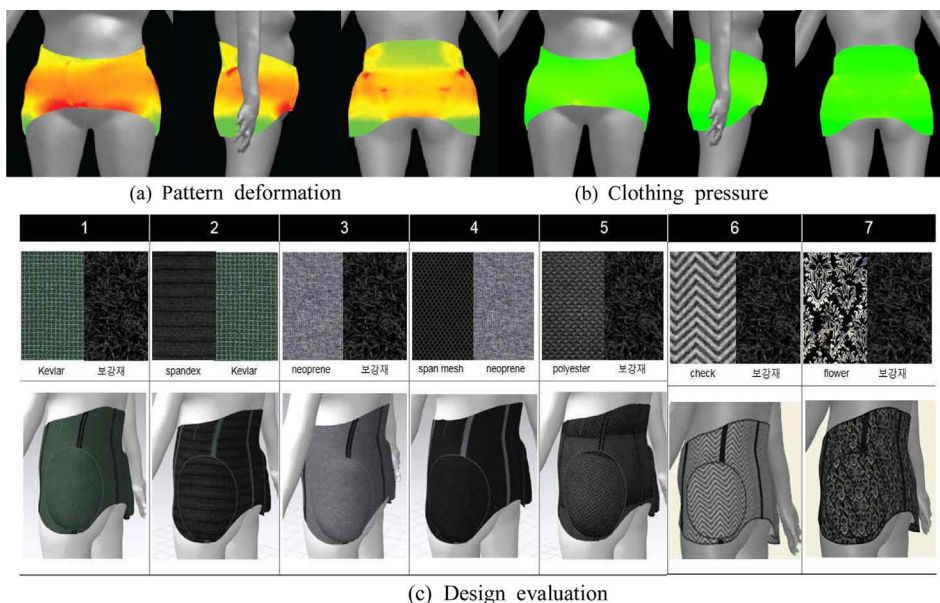 (a) Pattern deformation
(b) Clothing pressure
1 2 3 4 5 6 7
Kevlar 보강재 spandex Kevlar neoprene 보강재 span mesh neoprene polyester 보강재 check 보강재 flower 보강재
(c) Design evaluation